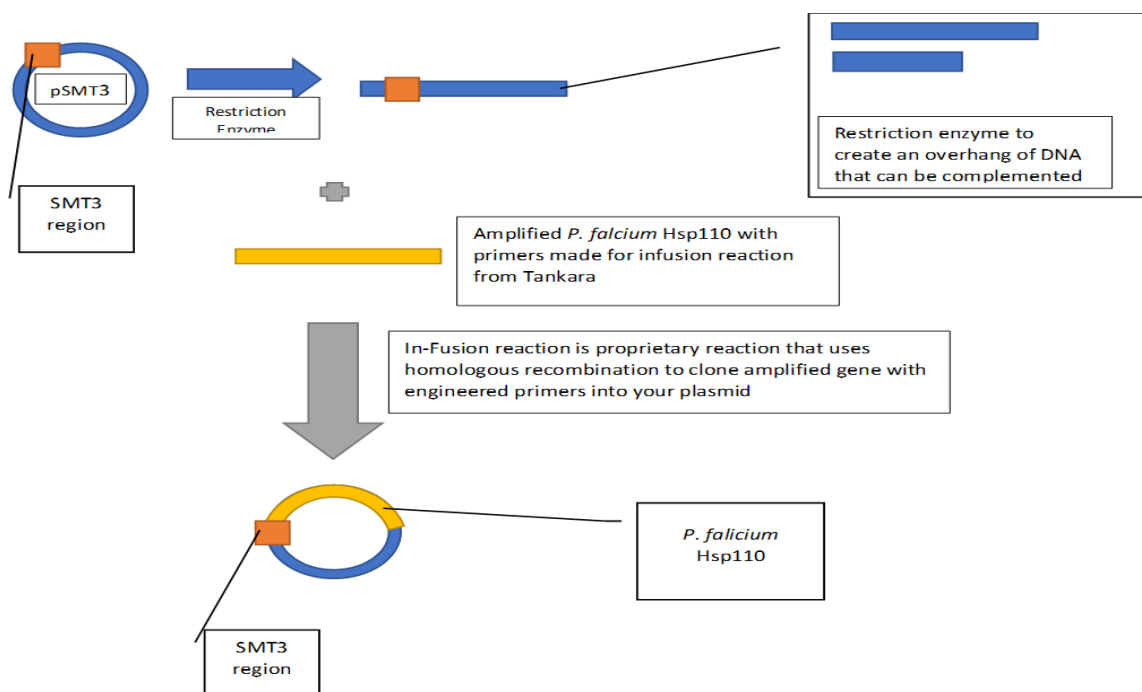 pSMT3
Restriction
Enzyme
Restriction enzyme to
create an overhang of DNA
that can be complemented
SMT3
region
Amplified P. falcium Hsp110 with
primers made for infusion reaction
from Tankara
In-Fusion reaction is proprietary reaction that uses
homologous recombination to clone amplified gene with
engineered primers into your plasmid
P. falicium
Hsp110
SMT3
region